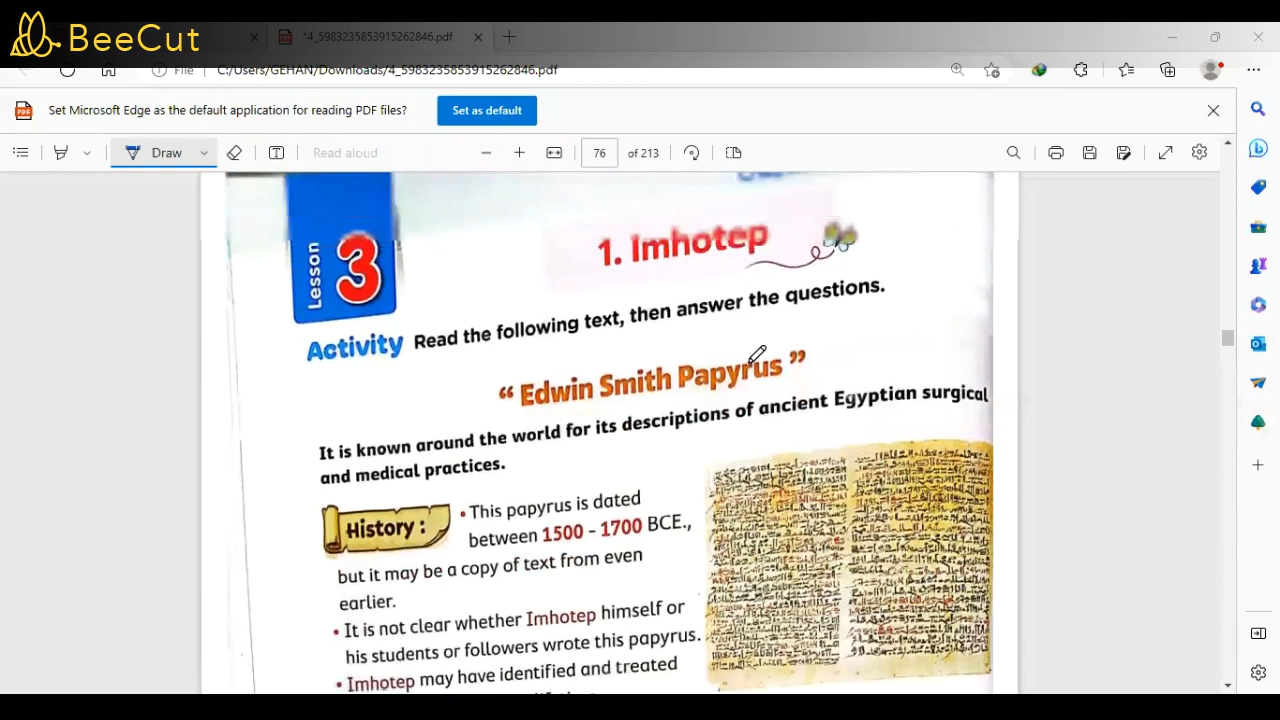 BeeCut
*4_5983235853915262846.pdf
File C:/Users/GEHAN/Downloads/4_5983235853915262846.pdf
Set Microsoft Edge as the default application for reading PDF files? Set as default
Draw Read aloud 76 of 213
Lesson 3
1. Imhotep
Activity Read the following text, then answer the questions.
“ Edwin Smith Papyrus ”
It is known around the world for its descriptions of ancient Egyptian surgical
and medical practices.
History :
• This papyrus is dated
between 1500 - 1700 BCE.,
but it may be a copy of text from even
earlier.
• It is not clear whether Imhotep himself or
his students or followers wrote this papyrus.
• Imhotep may have identified and treated